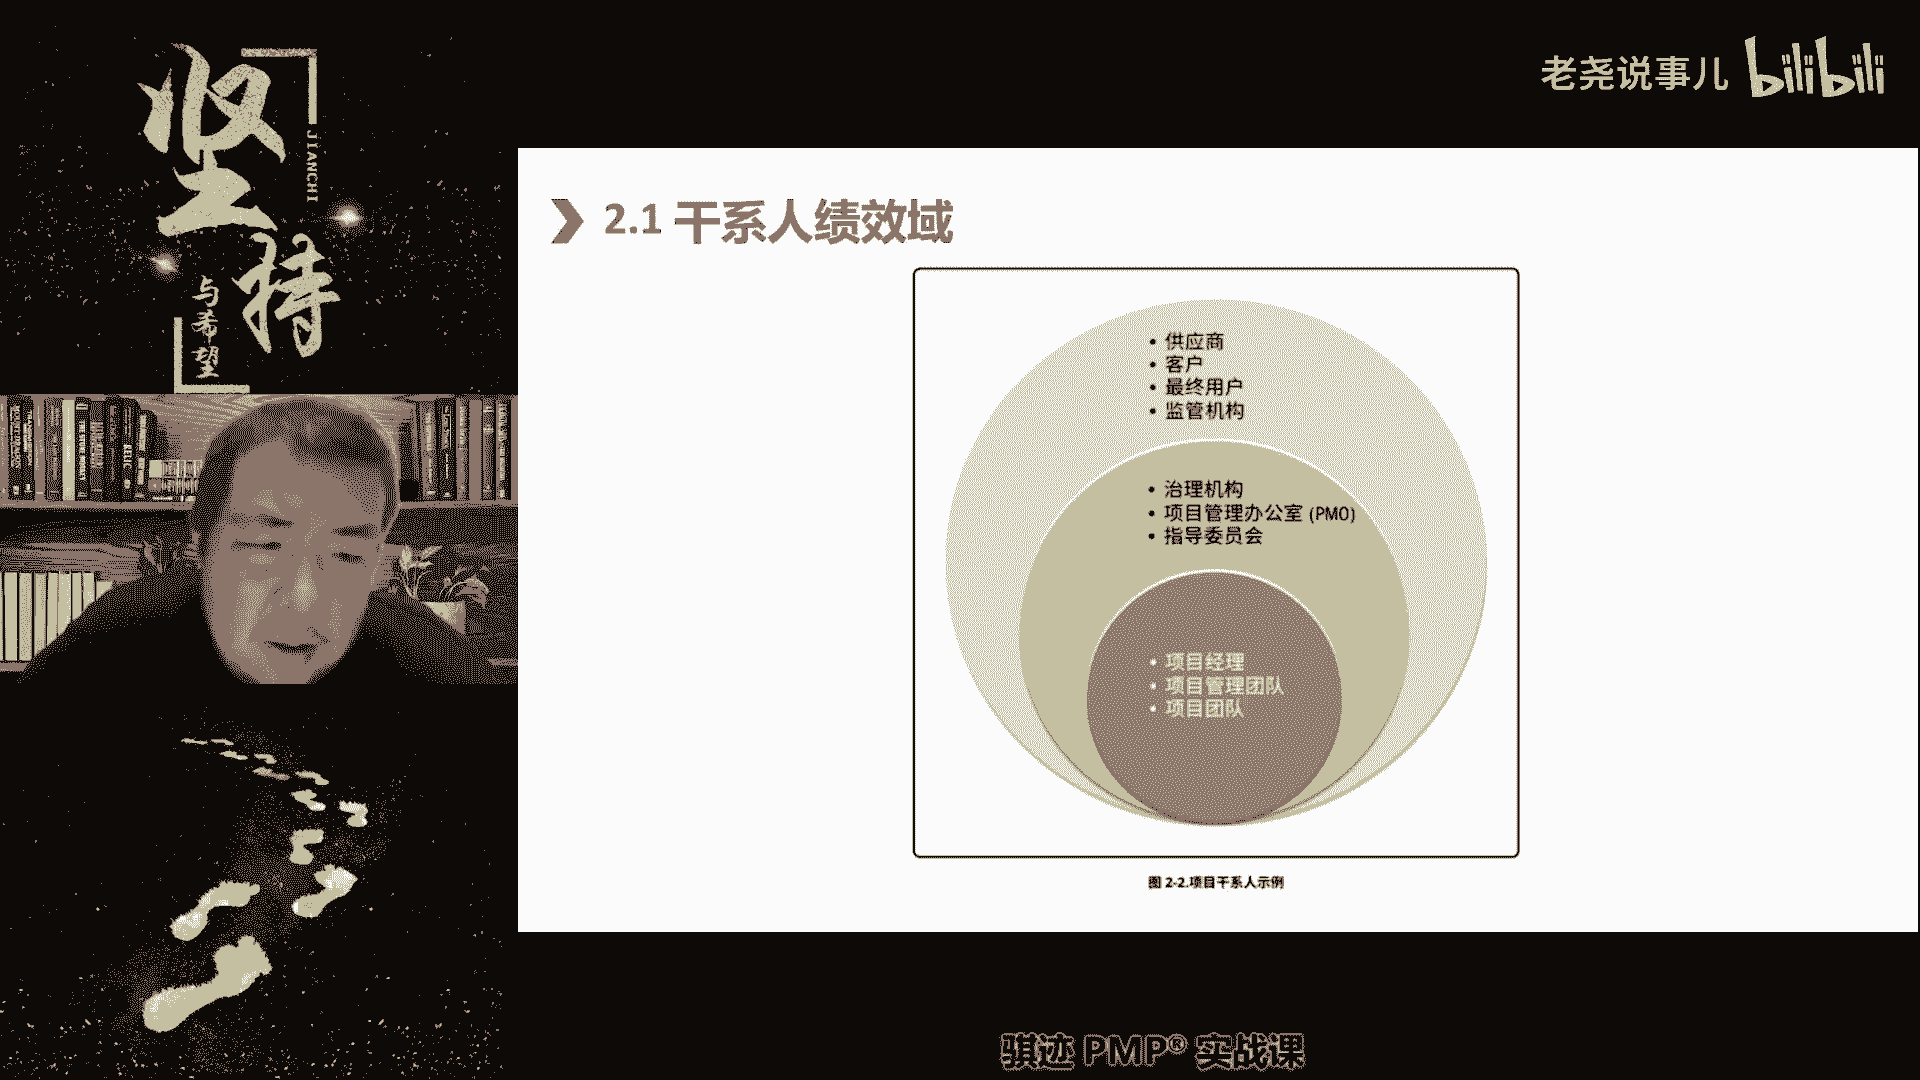 坚持
JIANCHI
与希望
老尧说事儿 bilibili
2.1 干系人绩效域
• 供应商
• 客户
• 最终用户
• 监管机构
• 治理机构
• 项目管理办公室 (PMO)
• 指导委员会
• 项目经理
• 项目管理团队
• 项目团队
图 2-2.项目干系人示例
骐迹 PMP® 实战课